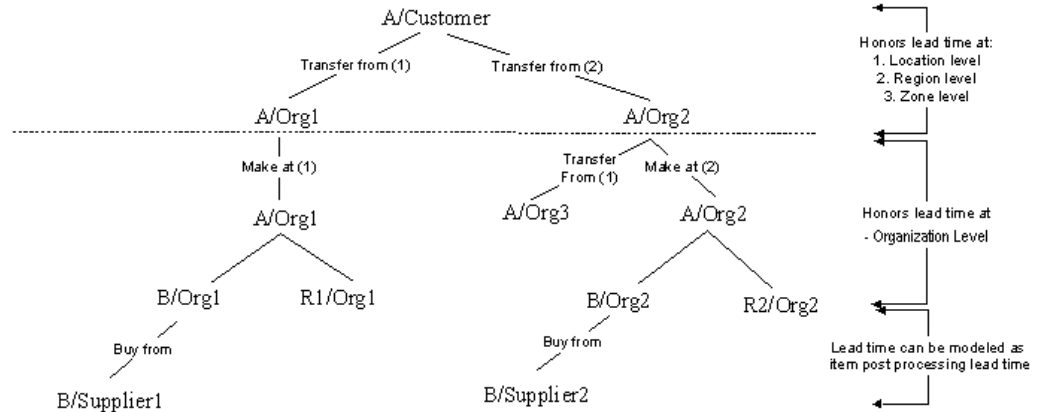 A/Customer
Transfer from (1)
Transfer from (2)
A/Org1
A/Org2
Make at (1)
Transfer
From (1)
Make at (2)
A/Org1
A/Org3
A/Org2
B/Org1
R1/Org1
B/Org2
R2/Org2
Buy from
Buy from
B/Supplier1
B/Supplier2
Honors lead time at:
1. Location level
2. Region level
3. Zone level
Honors lead time at
- Organization Level
Lead time can be modeled as
item post processing lead time